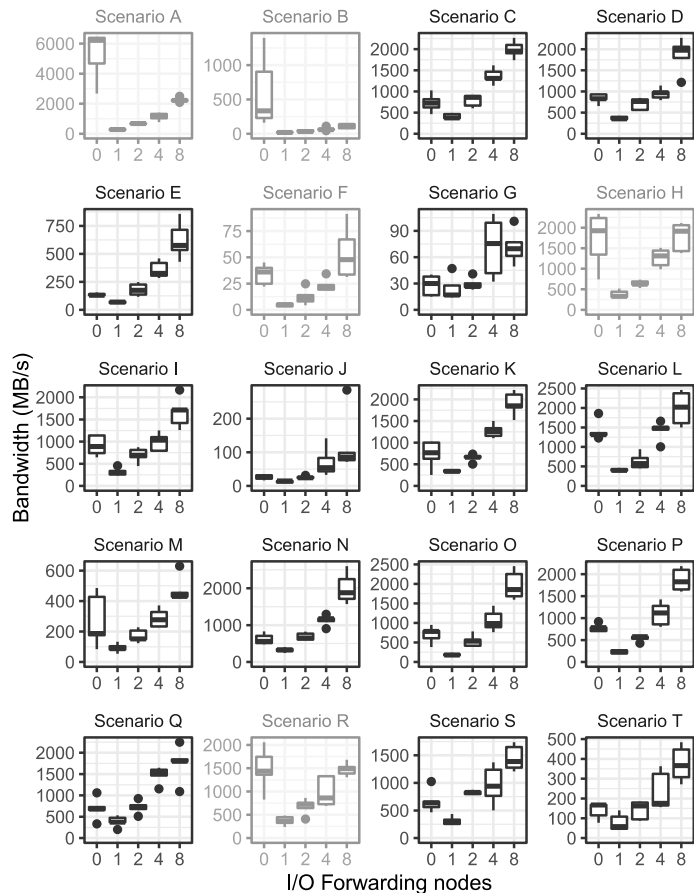 Scenario A Scenario B Scenario C Scenario D
6000 4000 2000 0
1000 500 0
2000 1500 1000 500 0
2000 1500 1000 500 0
0 1 2 4 8 0 1 2 4 8 0 1 2 4 8 0 1 2 4 8
Scenario E Scenario F Scenario G Scenario H
750 500 250 0
75 50 25 0
90 60 30 0
2000 1500 1000 500 0
0 1 2 4 8 0 1 2 4 8 0 1 2 4 8 0 1 2 4 8
Bandwidth (MB/s)
Scenario I Scenario J Scenario K Scenario L
2000 1500 1000 500 0
200 100 0
2000 1500 1000 500 0
2500 2000 1500 1000 500 0
0 1 2 4 8 0 1 2 4 8 0 1 2 4 8 0 1 2 4 8
Scenario M Scenario N Scenario O Scenario P
600 400 200 0
2000 1000 0
2500 2000 1500 1000 500 0
2000 1500 1000 500 0
0 1 2 4 8 0 1 2 4 8 0 1 2 4 8 0 1 2 4 8
Scenario Q Scenario R Scenario S Scenario T
2000 1500 1000 500 0
2000 1500 1000 500 0
1500 1000 500 0
500 400 300 200 100 0
0 1 2 4 8 0 1 2 4 8 0 1 2 4 8 0 1 2 4 8
I/O Forwarding nodes